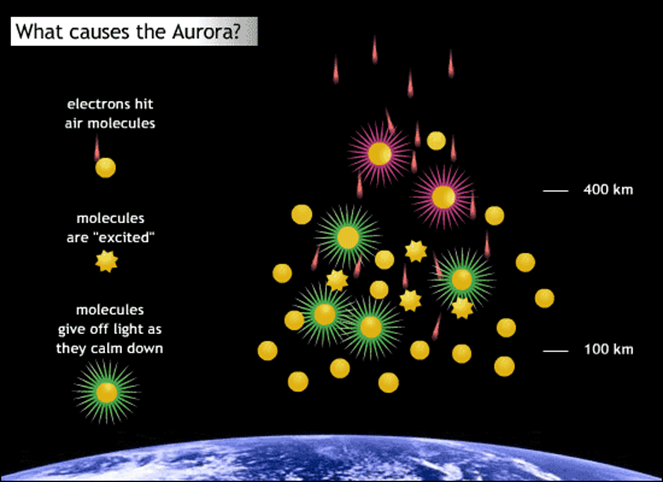 What causes the Aurora?
electrons hit
air molecules
molecules
are "excited"
molecules
give off light as
they calm down
400 km
100 km